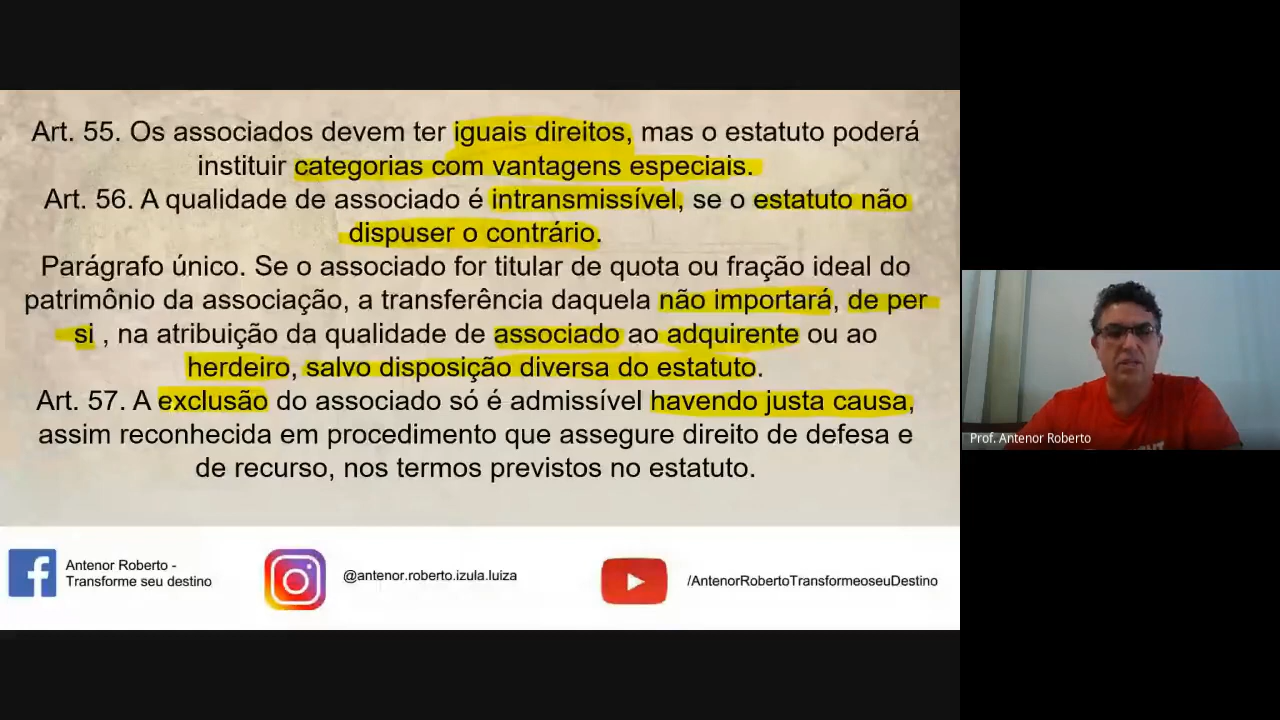 Art. 55. Os associados devem ter iguais direitos, mas o estatuto poderá
instituir categorias com vantagens especiais.
Art. 56. A qualidade de associado é intransmissível, se o estatuto não
dispuser o contrário.
Parágrafo único. Se o associado for titular de quota ou fração ideal do
patrimônio da associação, a transferência daquela não importará, de per
si , na atribuição da qualidade de associado ao adquirente ou ao
herdeiro, salvo disposição diversa do estatuto.
Art. 57. A exclusão do associado só é admissível havendo justa causa,
assim reconhecida em procedimento que assegure direito de defesa e
de recurso, nos termos previstos no estatuto.
Antenor Roberto -
Transforme seu destino
@antenor.roberto.izula.luiza
/AntenorRobertoTransformeoseuDestino
Prof. Antenor Roberto